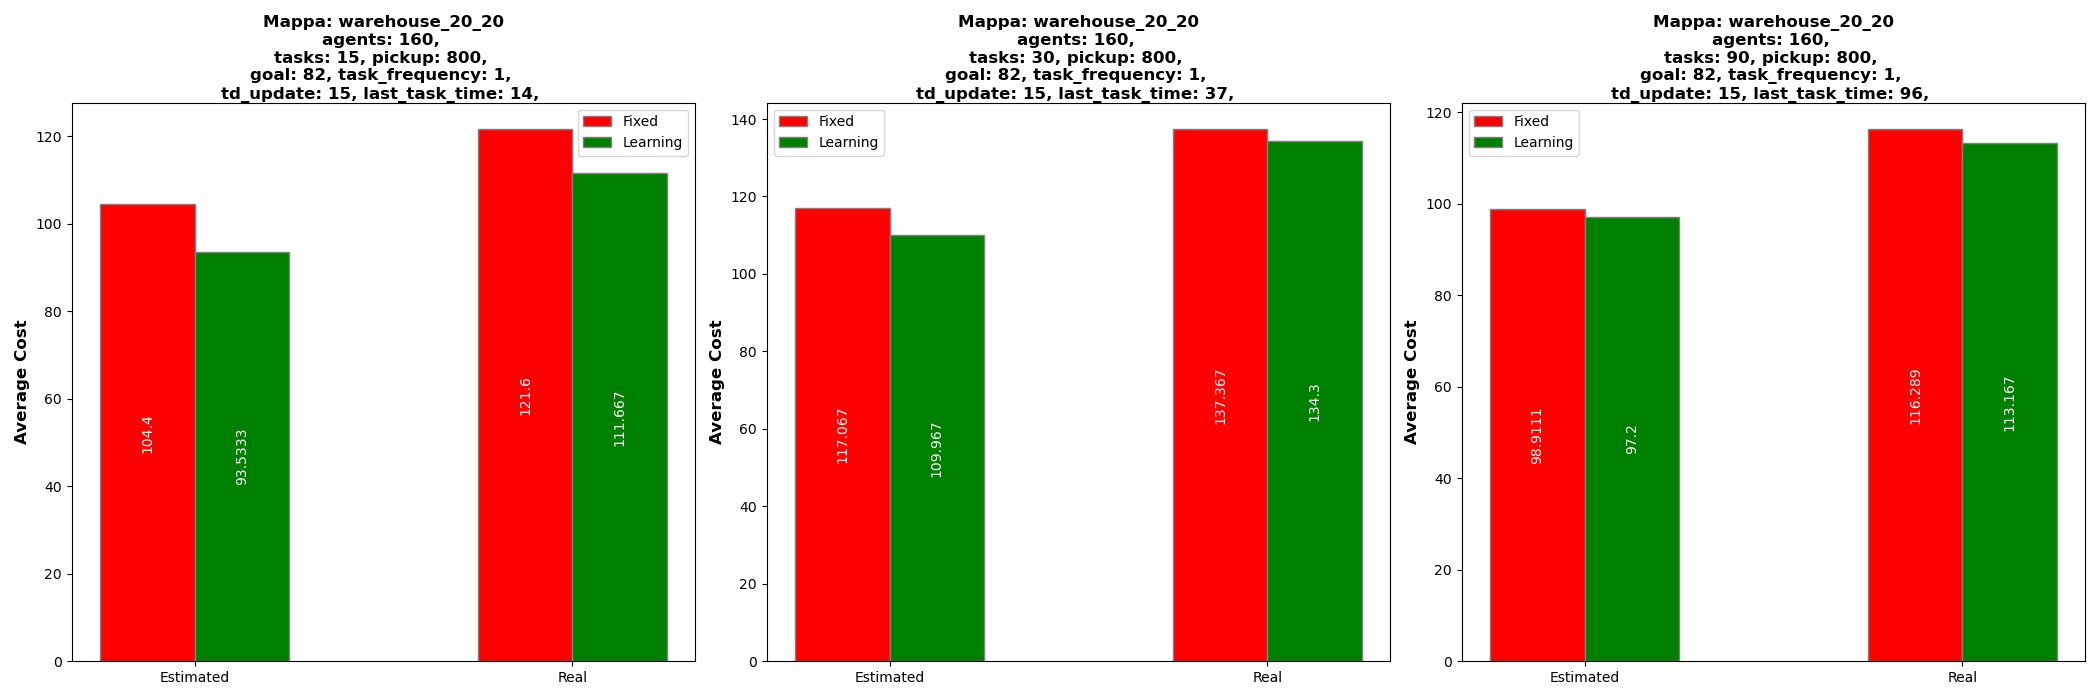 Mappa: warehouse_20_20
agents: 160,
tasks: 15, pickup: 800,
goal: 82, task_frequency: 1,
td_update: 15, last_task_time: 14,
Fixed
Learning
120
100
80
60
40
20
0
Average Cost
104.4
93.5333
121.6
111.667
Estimated
Real
Mappa: warehouse_20_20
agents: 160,
tasks: 30, pickup: 800,
goal: 82, task_frequency: 1,
td_update: 15, last_task_time: 37,
Fixed
Learning
140
120
100
80
60
40
20
0
Average Cost
117.067
109.967
137.367
134.3
Estimated
Real
Mappa: warehouse_20_20
agents: 160,
tasks: 90, pickup: 800,
goal: 82, task_frequency: 1,
td_update: 15, last_task_time: 96,
Fixed
Learning
120
100
80
60
40
20
0
Average Cost
98.9111
97.2
116.289
113.167
Estimated
Real